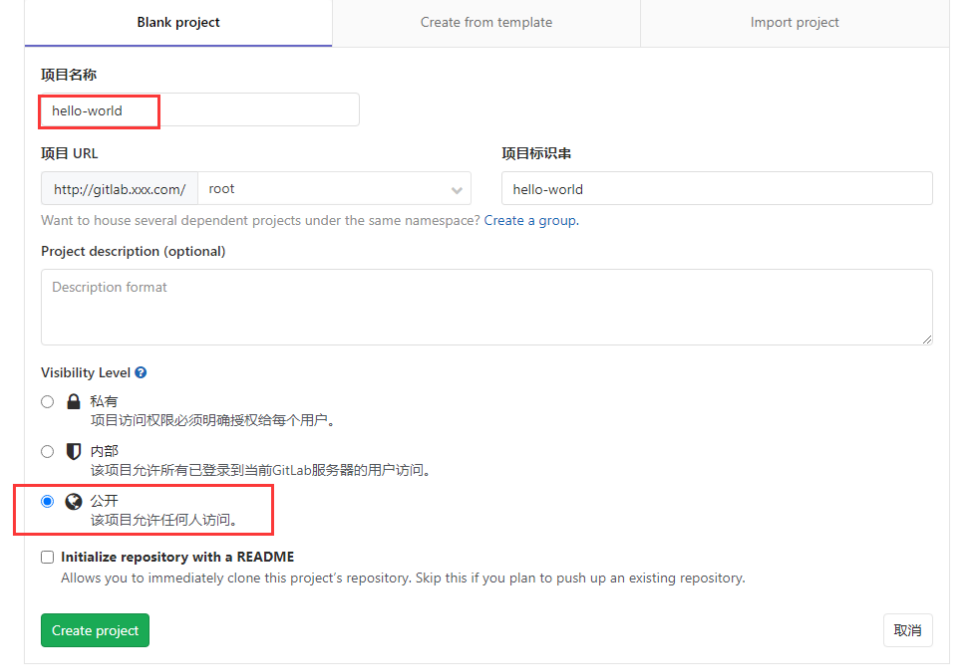 Blank project
Create from template
Import project
项目名称
hello-world
项目 URL
项目标识串
http://gitlab.xxx.com/
root
hello-world
Want to house several dependent projects under the same namespace? Create a group.
Project description (optional)
Description format
Visibility Level
私有
项目访问权限必须明确授权给每个用户。
内部
该项目允许所有已登录到当前GitLab服务器的用户访问。
公开
该项目允许任何人访问。
Initialize repository with a README
Allows you to immediately clone this project's repository. Skip this if you plan to push up an existing repository.
Create project
取消